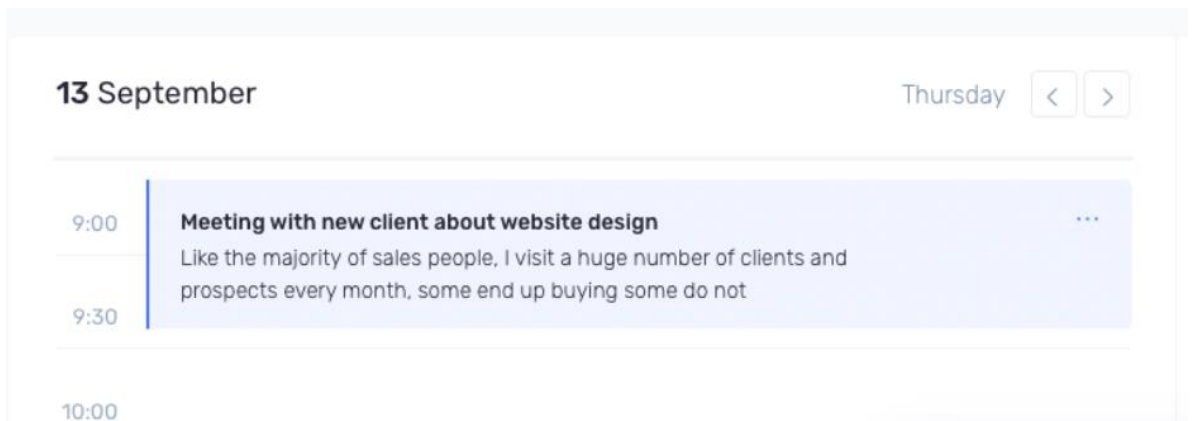 13 September
Thursday
9:00
Meeting with new client about website design
Like the majority of sales people, I visit a huge number of clients and
prospects every month, some end up buying some do not
9:30
10:00